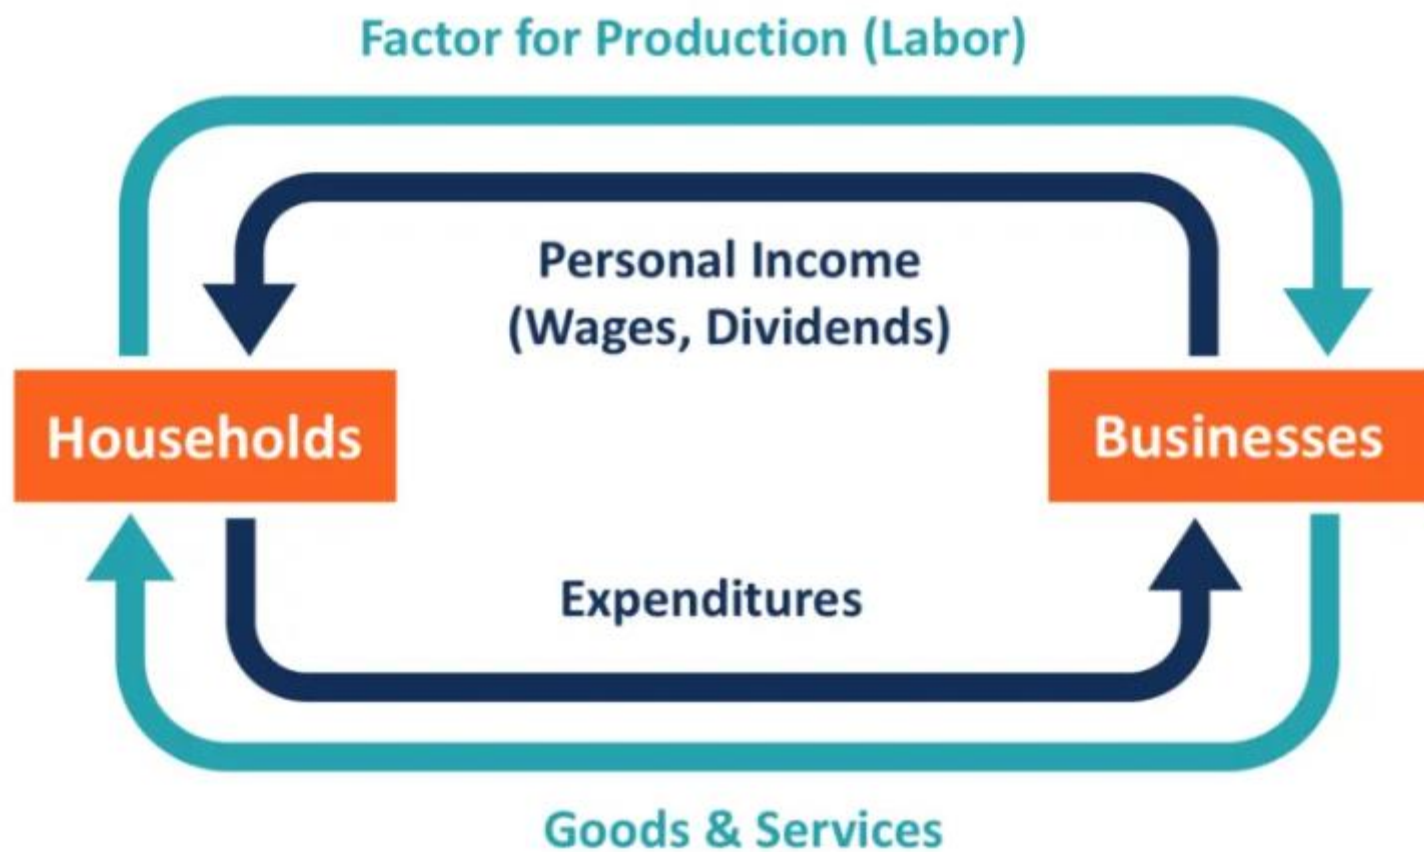 Factor for Production (Labor)
Personal Income
(Wages, Dividends)
Households
Businesses
Expenditures
Goods & Services